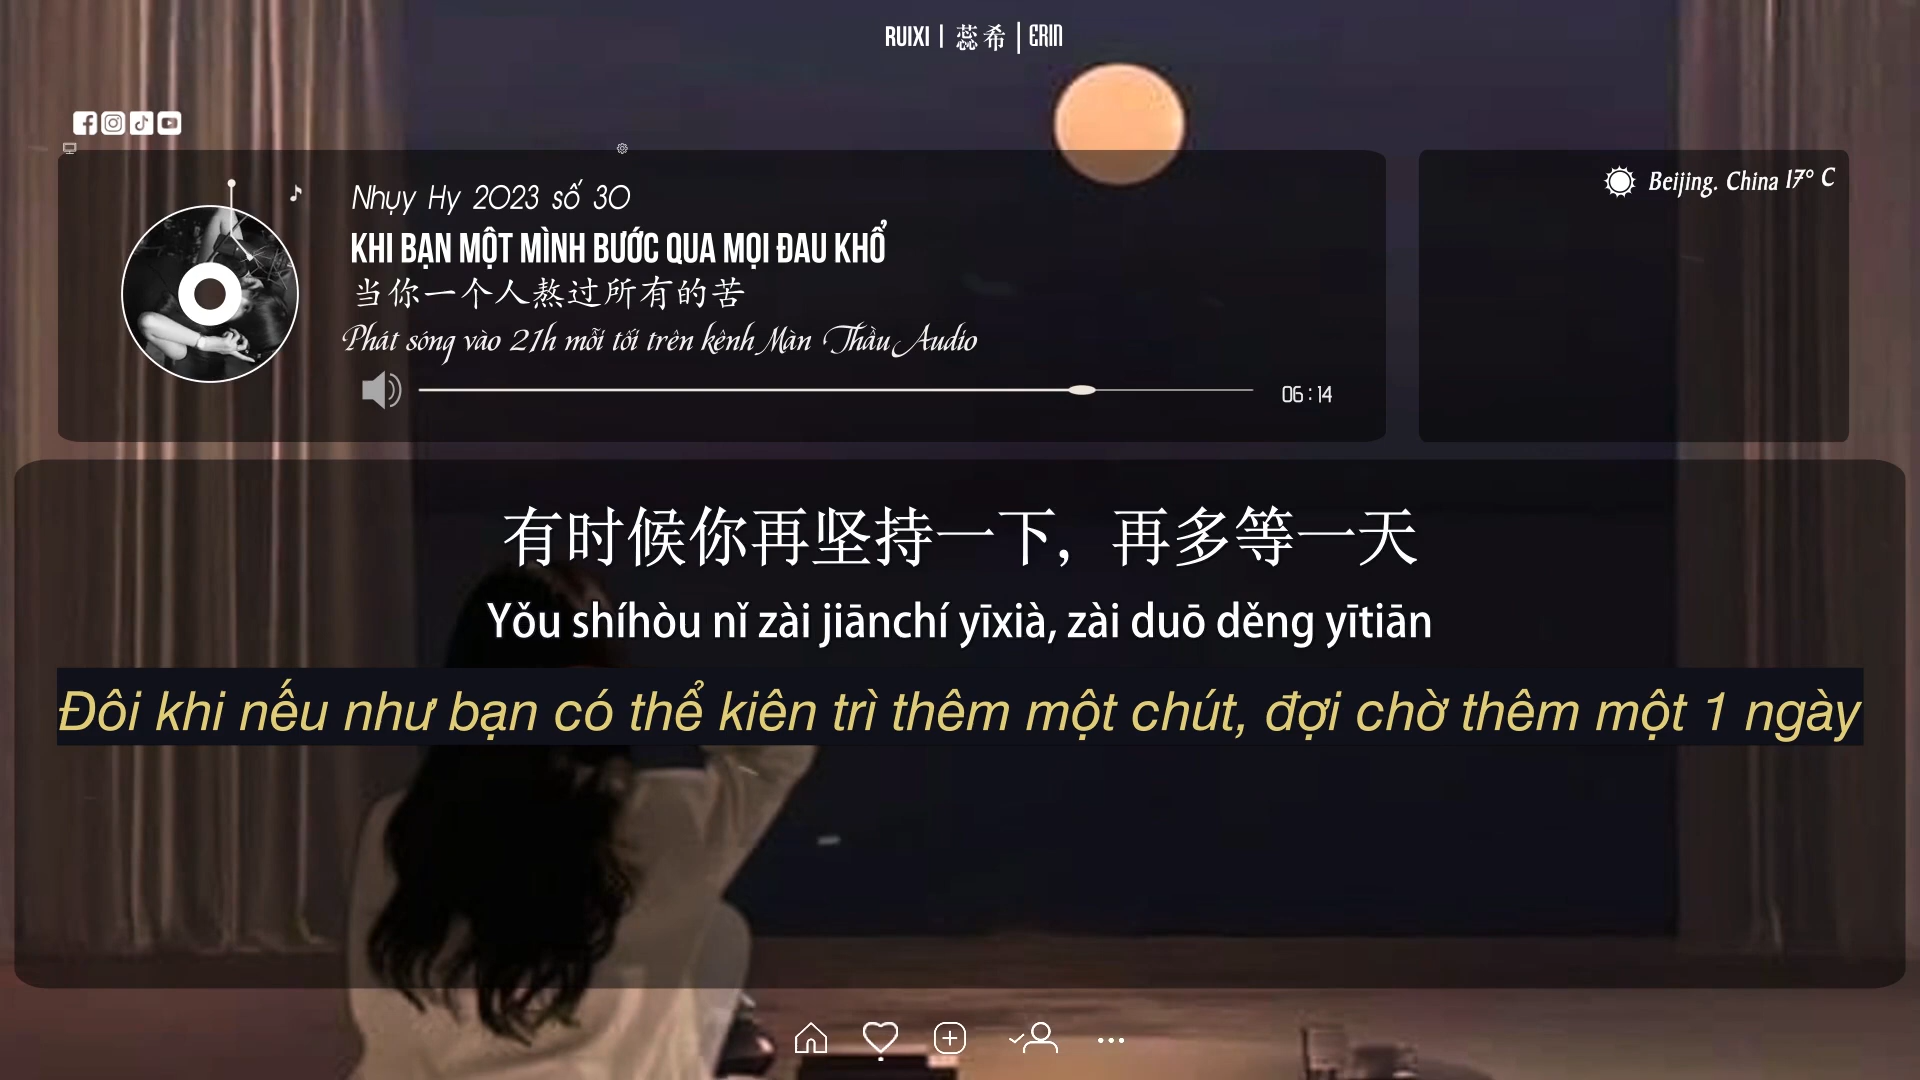 RUIXI | 蕊希 | ERIN
Nhụy Hy 2023 số 30
KHI BẠN MỘT MÌNH BƯỚC QUA MỌI ĐAU KHỔ
当你一个人熬过所有的苦
Phát sóng vào 21h mỗi tối trên kênh Màn Thầu Audio
06:14
Beijing. China 17° C
有时候你再坚持一下，再多等一天
Yǒu shíhòu nǐ zài jiānchí yīxià, zài duō děng yītiān
Đôi khi nếu như bạn có thể kiên trì thêm một chút, đợi chờ thêm một 1 ngày